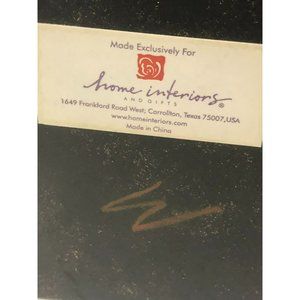 Made Exclusively For
home interiors®
AND GIFTS
1649 Frankford Road West; Carrollton, Texas 75007,USA
www.homeinteriors.com
Made in China